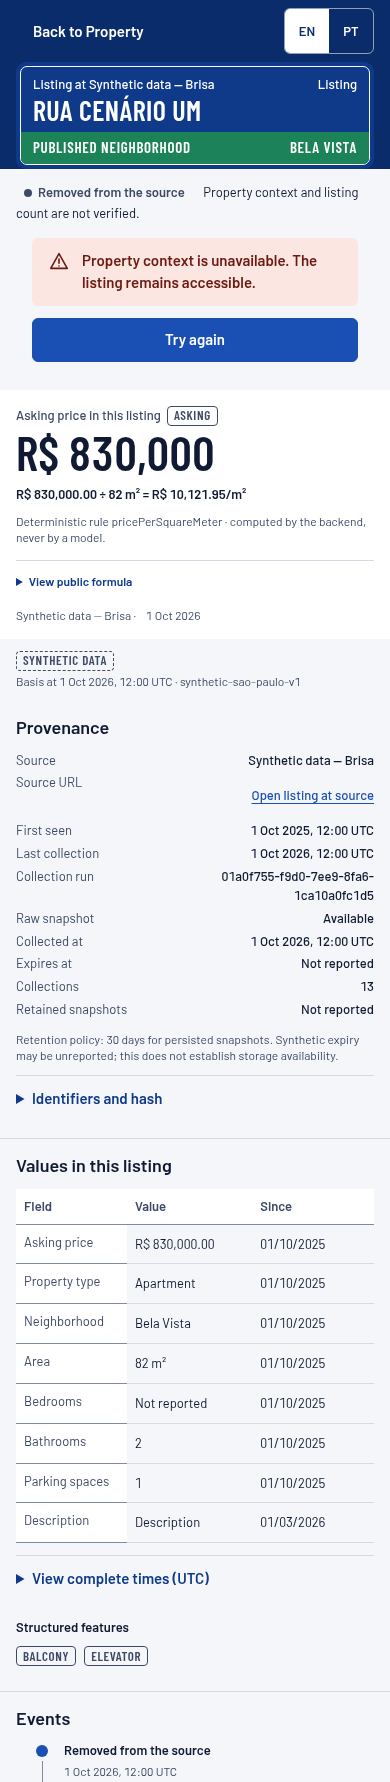 Back to Property
EN PT
Listing at Synthetic data — Brisa Listing
RUA CENÁRIO UM
PUBLISHED NEIGHBORHOOD BELA VISTA
Removed from the source Property context and listing
count are not verified.
Property context is unavailable. The
listing remains accessible.
Try again
Asking price in this listing ASKING
R$ 830,000
R$ 830,000.00 ÷ 82 m² = R$ 10,121.95/m²
Deterministic rule pricePerSquareMeter · computed by the backend,
never by a model.
View public formula
Synthetic data — Brisa · 1 Oct 2026
SYNTHETIC DATA
Basis at 1 Oct 2026, 12:00 UTC · synthetic-sao-paulo-v1
Provenance
Source Synthetic data — Brisa
Source URL
Open listing at source
First seen 1 Oct 2025, 12:00 UTC
Last collection 1 Oct 2026, 12:00 UTC
Collection run 01a0f755-f9d0-7ee9-8fa6-
1ca10a0fc1d5
Raw snapshot Available
Collected at 1 Oct 2026, 12:00 UTC
Expires at Not reported
Collections 13
Retained snapshots Not reported
Retention policy: 30 days for persisted snapshots. Synthetic expiry
may be unreported; this does not establish storage availability.
Identifiers and hash
Values in this listing
Field Value Since
Asking price R$ 830,000.00 01/10/2025
Property type Apartment 01/10/2025
Neighborhood Bela Vista 01/10/2025
Area 82 m² 01/10/2025
Bedrooms Not reported 01/10/2025
Bathrooms 2 01/10/2025
Parking spaces 1 01/10/2025
Description Description 01/03/2026
View complete times (UTC)
Structured features
BALCONY ELEVATOR
Events
Removed from the source
1 Oct 2026, 12:00 UTC